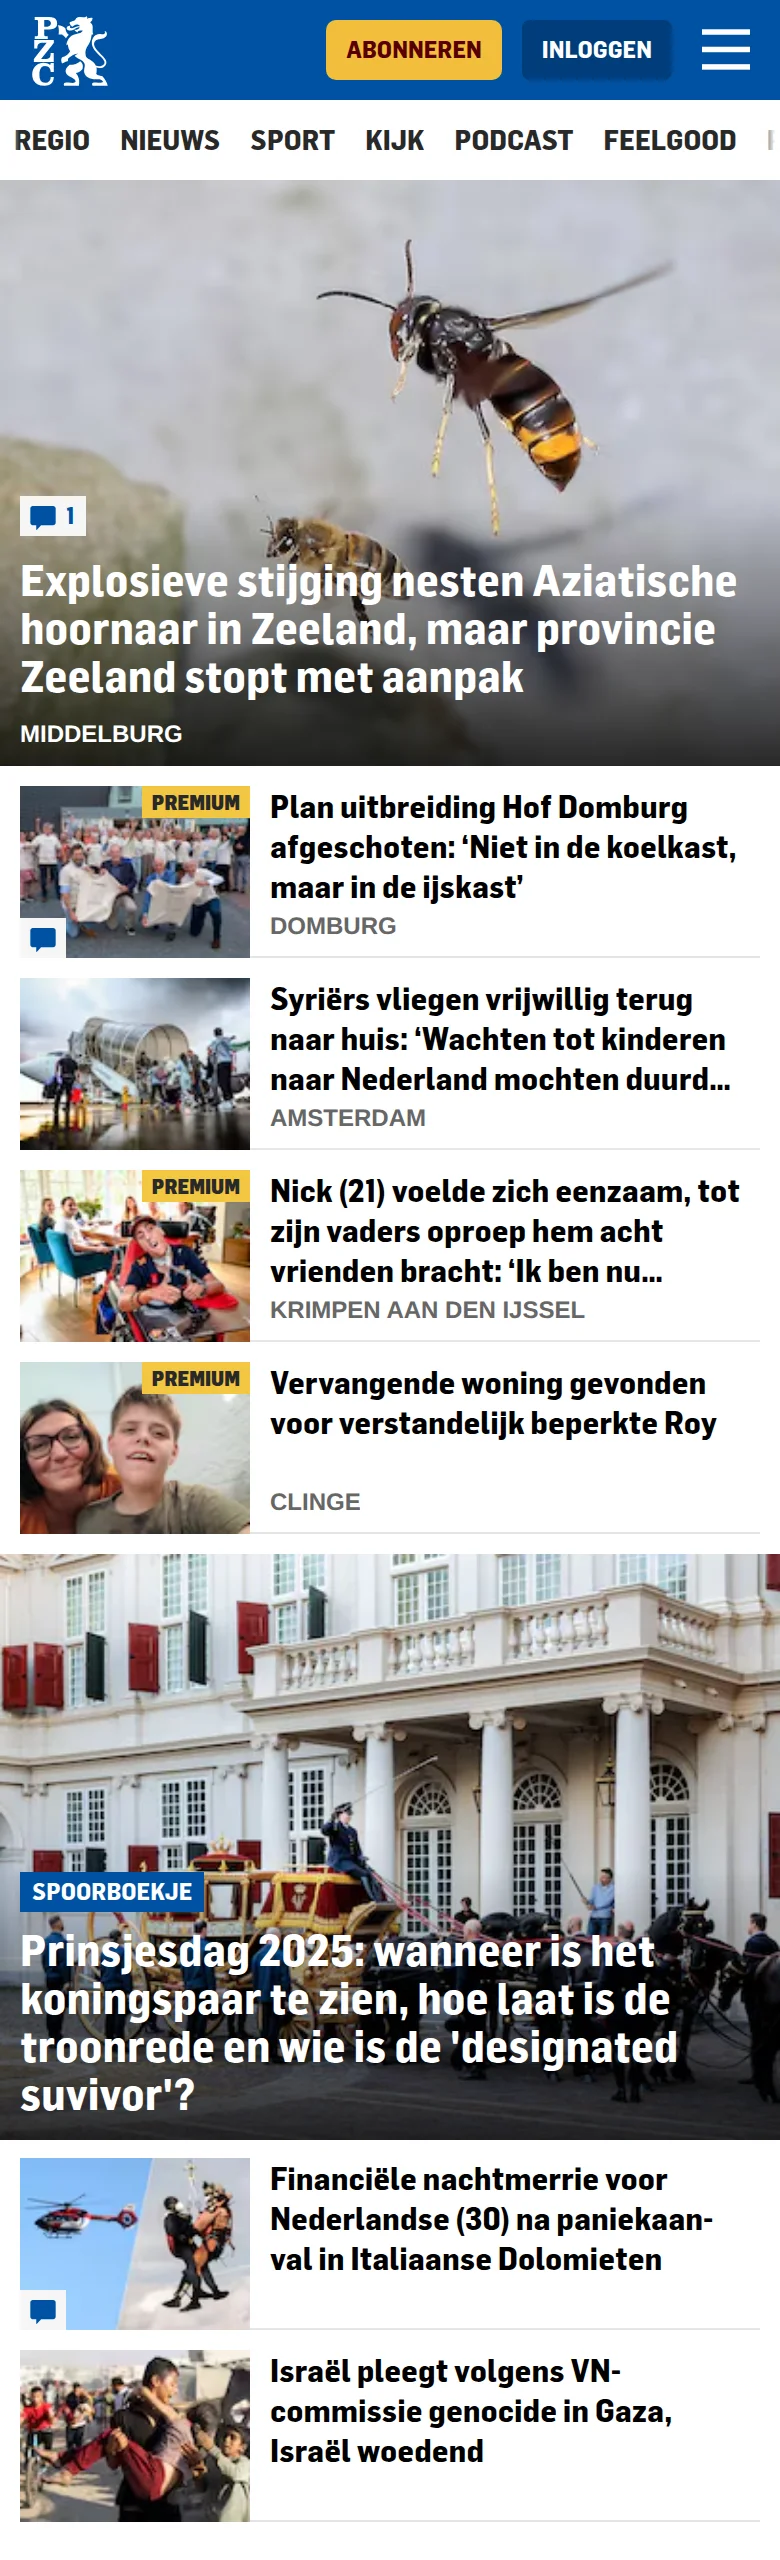 PZC
ABONNEREN
INLOGGEN
REGIO NIEUWS SPORT KIJK PODCAST FEELGOOD
1
Explosieve stijging nesten Aziatische
hoornaar in Zeeland, maar provincie
Zeeland stopt met aanpak
MIDDELBURG
PREMIUM
Plan uitbreiding Hof Domburg
afgeschoten: ‘Niet in de koelkast,
maar in de ijskast’
DOMBURG
Syriërs vliegen vrijwillig terug
naar huis: ‘Wachten tot kinderen
naar Nederland mochten duurd...
AMSTERDAM
PREMIUM
Nick (21) voelde zich eenzaam, tot
zijn vaders oproep hem acht
vrienden bracht: ‘Ik ben nu...
KRIMPEN AAN DEN IJSSEL
PREMIUM
Vervangende woning gevonden
voor verstandelijk beperkte Roy
CLINGE
SPOORBOEKJE
Prinsjesdag 2025: wanneer is het
koningspaar te zien, hoe laat is de
troonrede en wie is de 'designated
suvivor'?
Financiële nachtmerrie voor
Nederlandse (30) na paniekaan-
val in Italiaanse Dolomieten
Israël pleegt volgens VN-
commissie genocide in Gaza,
Israël woedend